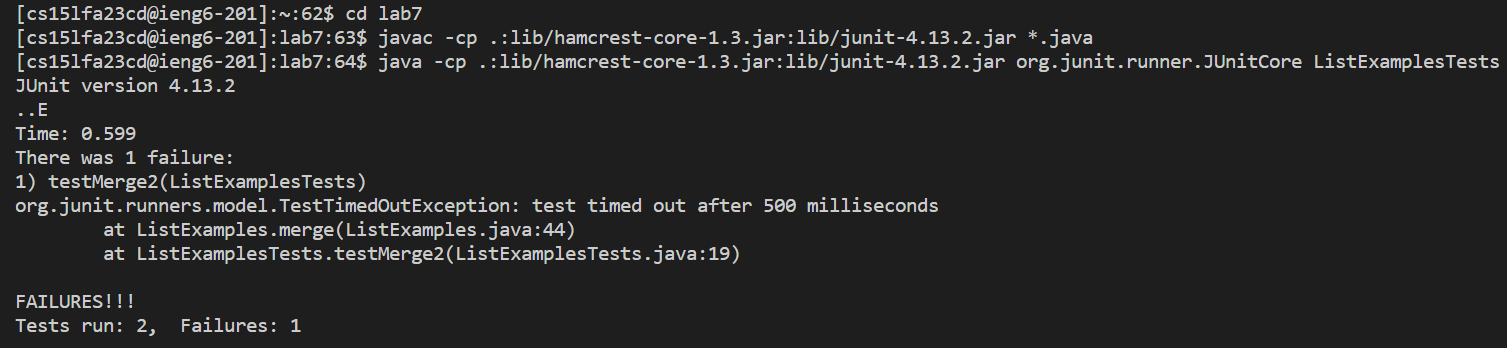 [cs15lfa23cd@ieng6-201]:~:62$ cd lab7
[cs15lfa23cd@ieng6-201]:lab7:63$ javac -cp .:lib/hamcrest-core-1.3.jar:lib/junit-4.13.2.jar *.java
[cs15lfa23cd@ieng6-201]:lab7:64$ java -cp .:lib/hamcrest-core-1.3.jar:lib/junit-4.13.2.jar org.junit.runner.JUnitCore ListExamplesTests
JUnit version 4.13.2
..E
Time: 0.599
There was 1 failure:
1) testMerge2(ListExamplesTests)
org.junit.runners.model.TestTimedOutException: test timed out after 500 milliseconds
        at ListExamples.merge(ListExamples.java:44)
        at ListExamplesTests.testMerge2(ListExamplesTests.java:19)

FAILURES!!!
Tests run: 2,  Failures: 1